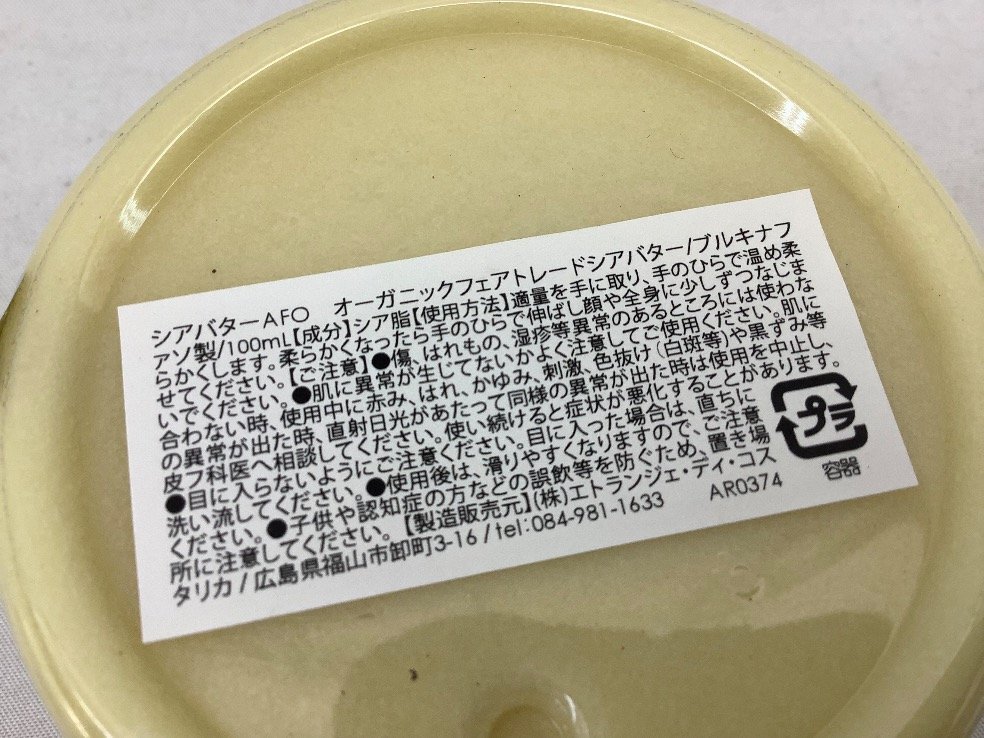 シアバターAFO　オーガニックフェアトレードシアバター/ブルキナフ
ァソ製/100mL【成分】シア脂【使用方法】適量を手に取り、手のひらで温め柔
らかくします。柔らかくなったら手のひらで伸ばし顔や全身に少しずつなじま
せてください。【ご注意】●傷、はれもの、湿疹等異常のあるところには使わな
いでください。●肌に異常が生じてないかよく注意してご使用ください。肌に
合わない時、使用中に赤み、はれ、かゆみ、刺激、色抜け(白斑等)や黒ずみ等
の異常が出た時、直射日光があたって同様の異常が出た時は使用を中止し、
皮フ科医へ相談してください。使い続けると症状が悪化することがあります。
●目に入らないようにご注意ください。目に入った場合は、直ちに
洗い流してください。●使用後は、滑りやすくなりますので、ご注意
ください。●子供や認知症の方などの誤飲等を防ぐため、置き場
所に注意してください。【製造販売元】(株)エトランジェ・ディ・コス
タリカ/広島県福山市卸町3-16/tel:084-981-1633　AR0374
プラ
容器